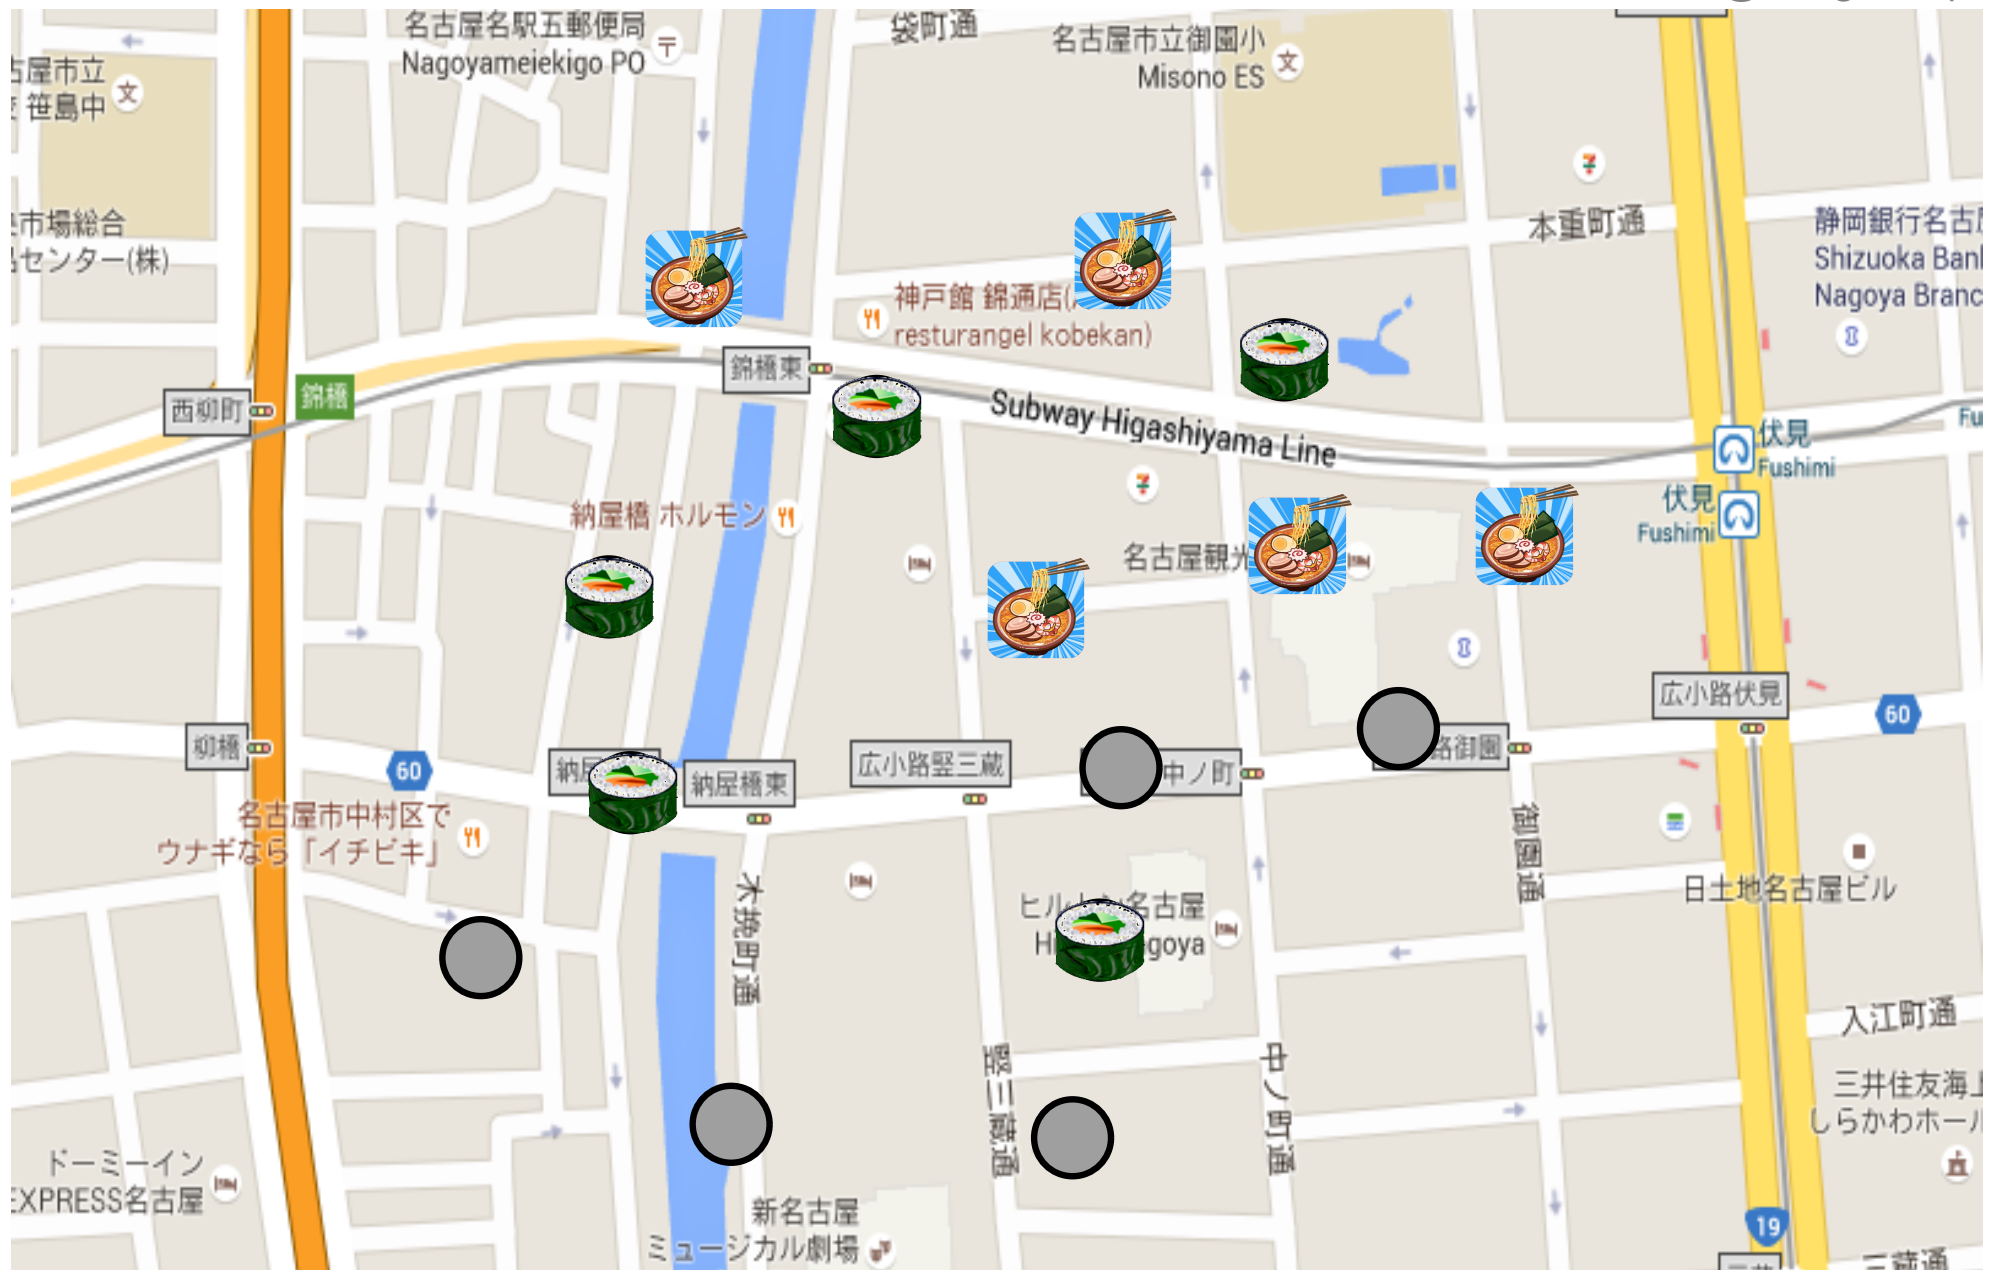 名古屋名駅五郵便局
Nagoyameiekigo PO
袋町通
名古屋市立御園小
Misono ES
古屋市立
笹島中
市場総合
センター(株)
本重町通
静岡銀行名古
Shizuoka Ban
Nagoya Branc
神戸館 錦通店(
resturangel kobekan)
錦橋東
錦橋
西柳町
Subway Higashiyama Line
伏見
Fushimi
Fu
伏見
Fushimi
納屋橋 ホルモン
名古屋観光
広小路伏見
60
柳橋
60
納屋橋東
広小路竪三蔵
中ノ町
路御園
名古屋市中村区で
ウナギなら「イチビキ」
木挽町通
御園通
日土地名古屋ビル
ヒルトン名古屋
goya
入江町通
竪三蔵通
中ノ町通
三井住友海上
しらかわホール
ドーミーイン
EXPRESS名古屋
新名古屋
ミュージカル劇場
19
三蔵通